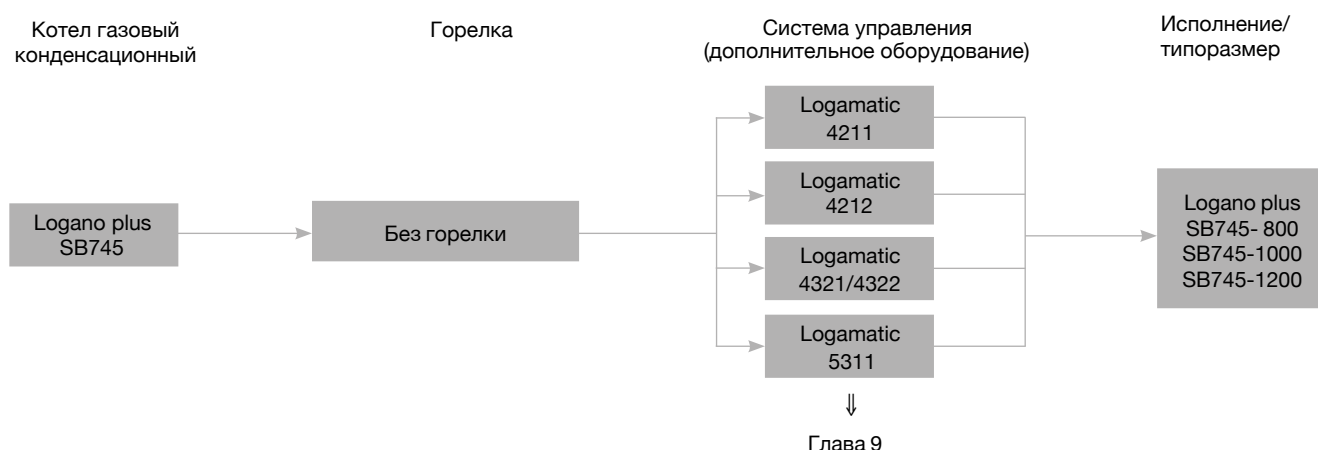 Котел газовый
конденсационный
Горелка
Система управления
(дополнительное оборудование)
Исполнение/
типоразмер
Logano plus
SB745
Без горелки
Logamatic
4211
Logamatic
4212
Logamatic
4321/4322
Logamatic
5311
Logano plus
SB745- 800
SB745-1000
SB745-1200
⇓
Глава 9